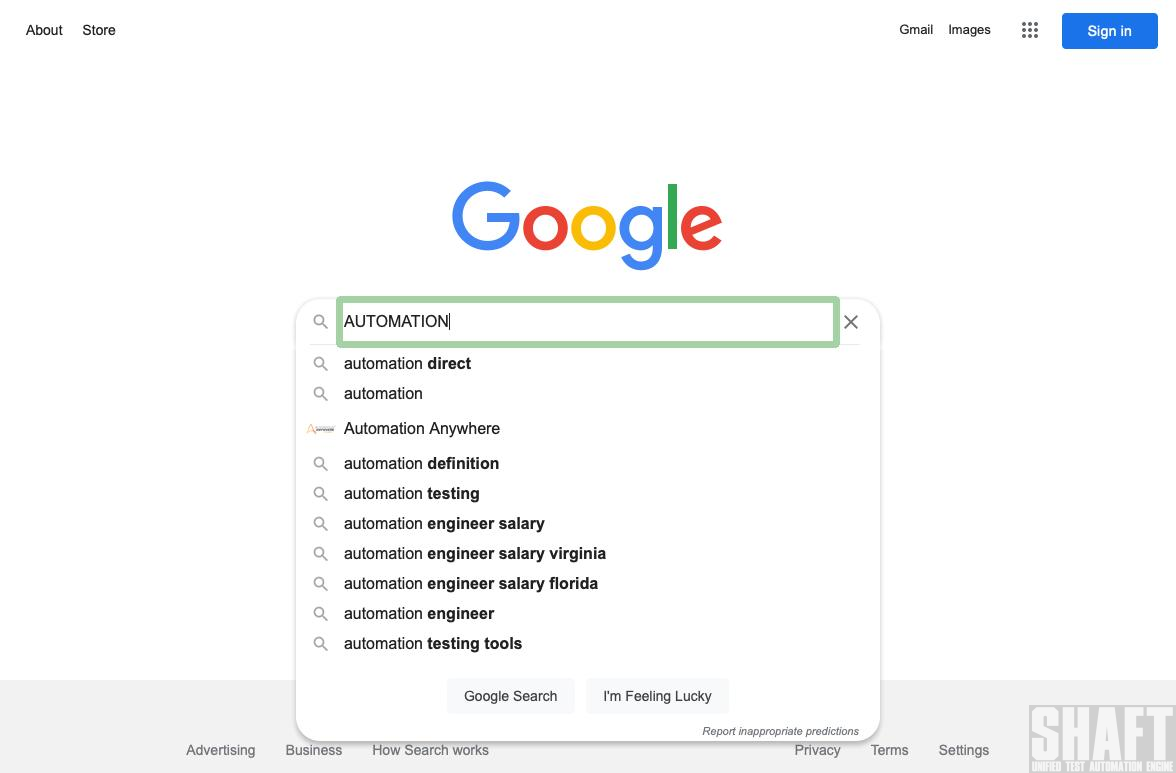 About Store Gmail Images Sign in
Google
AUTOMATION
automation direct
automation
Automation Anywhere
automation definition
automation testing
automation engineer salary
automation engineer salary virginia
automation engineer salary florida
automation engineer
automation testing tools
Google Search I'm Feeling Lucky
Report inappropriate predictions
Advertising Business How Search works Privacy Terms Settings
SHAFT
UNIFIED TEST AUTOMATION ENGINE